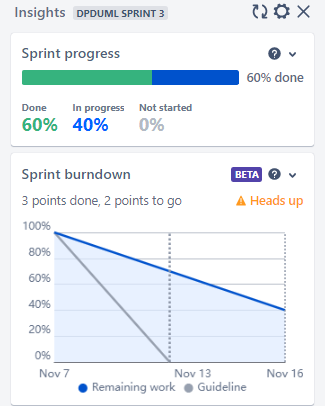 Insights DPDUML SPRINT 3
Sprint progress
60% done
Done In progress Not started
60% 40% 0%
Sprint burndown BETA
3 points done, 2 points to go Heads up
100%
80%
60%
40%
20%
0%
Nov 7 Nov 13 Nov 16
Remaining work Guideline